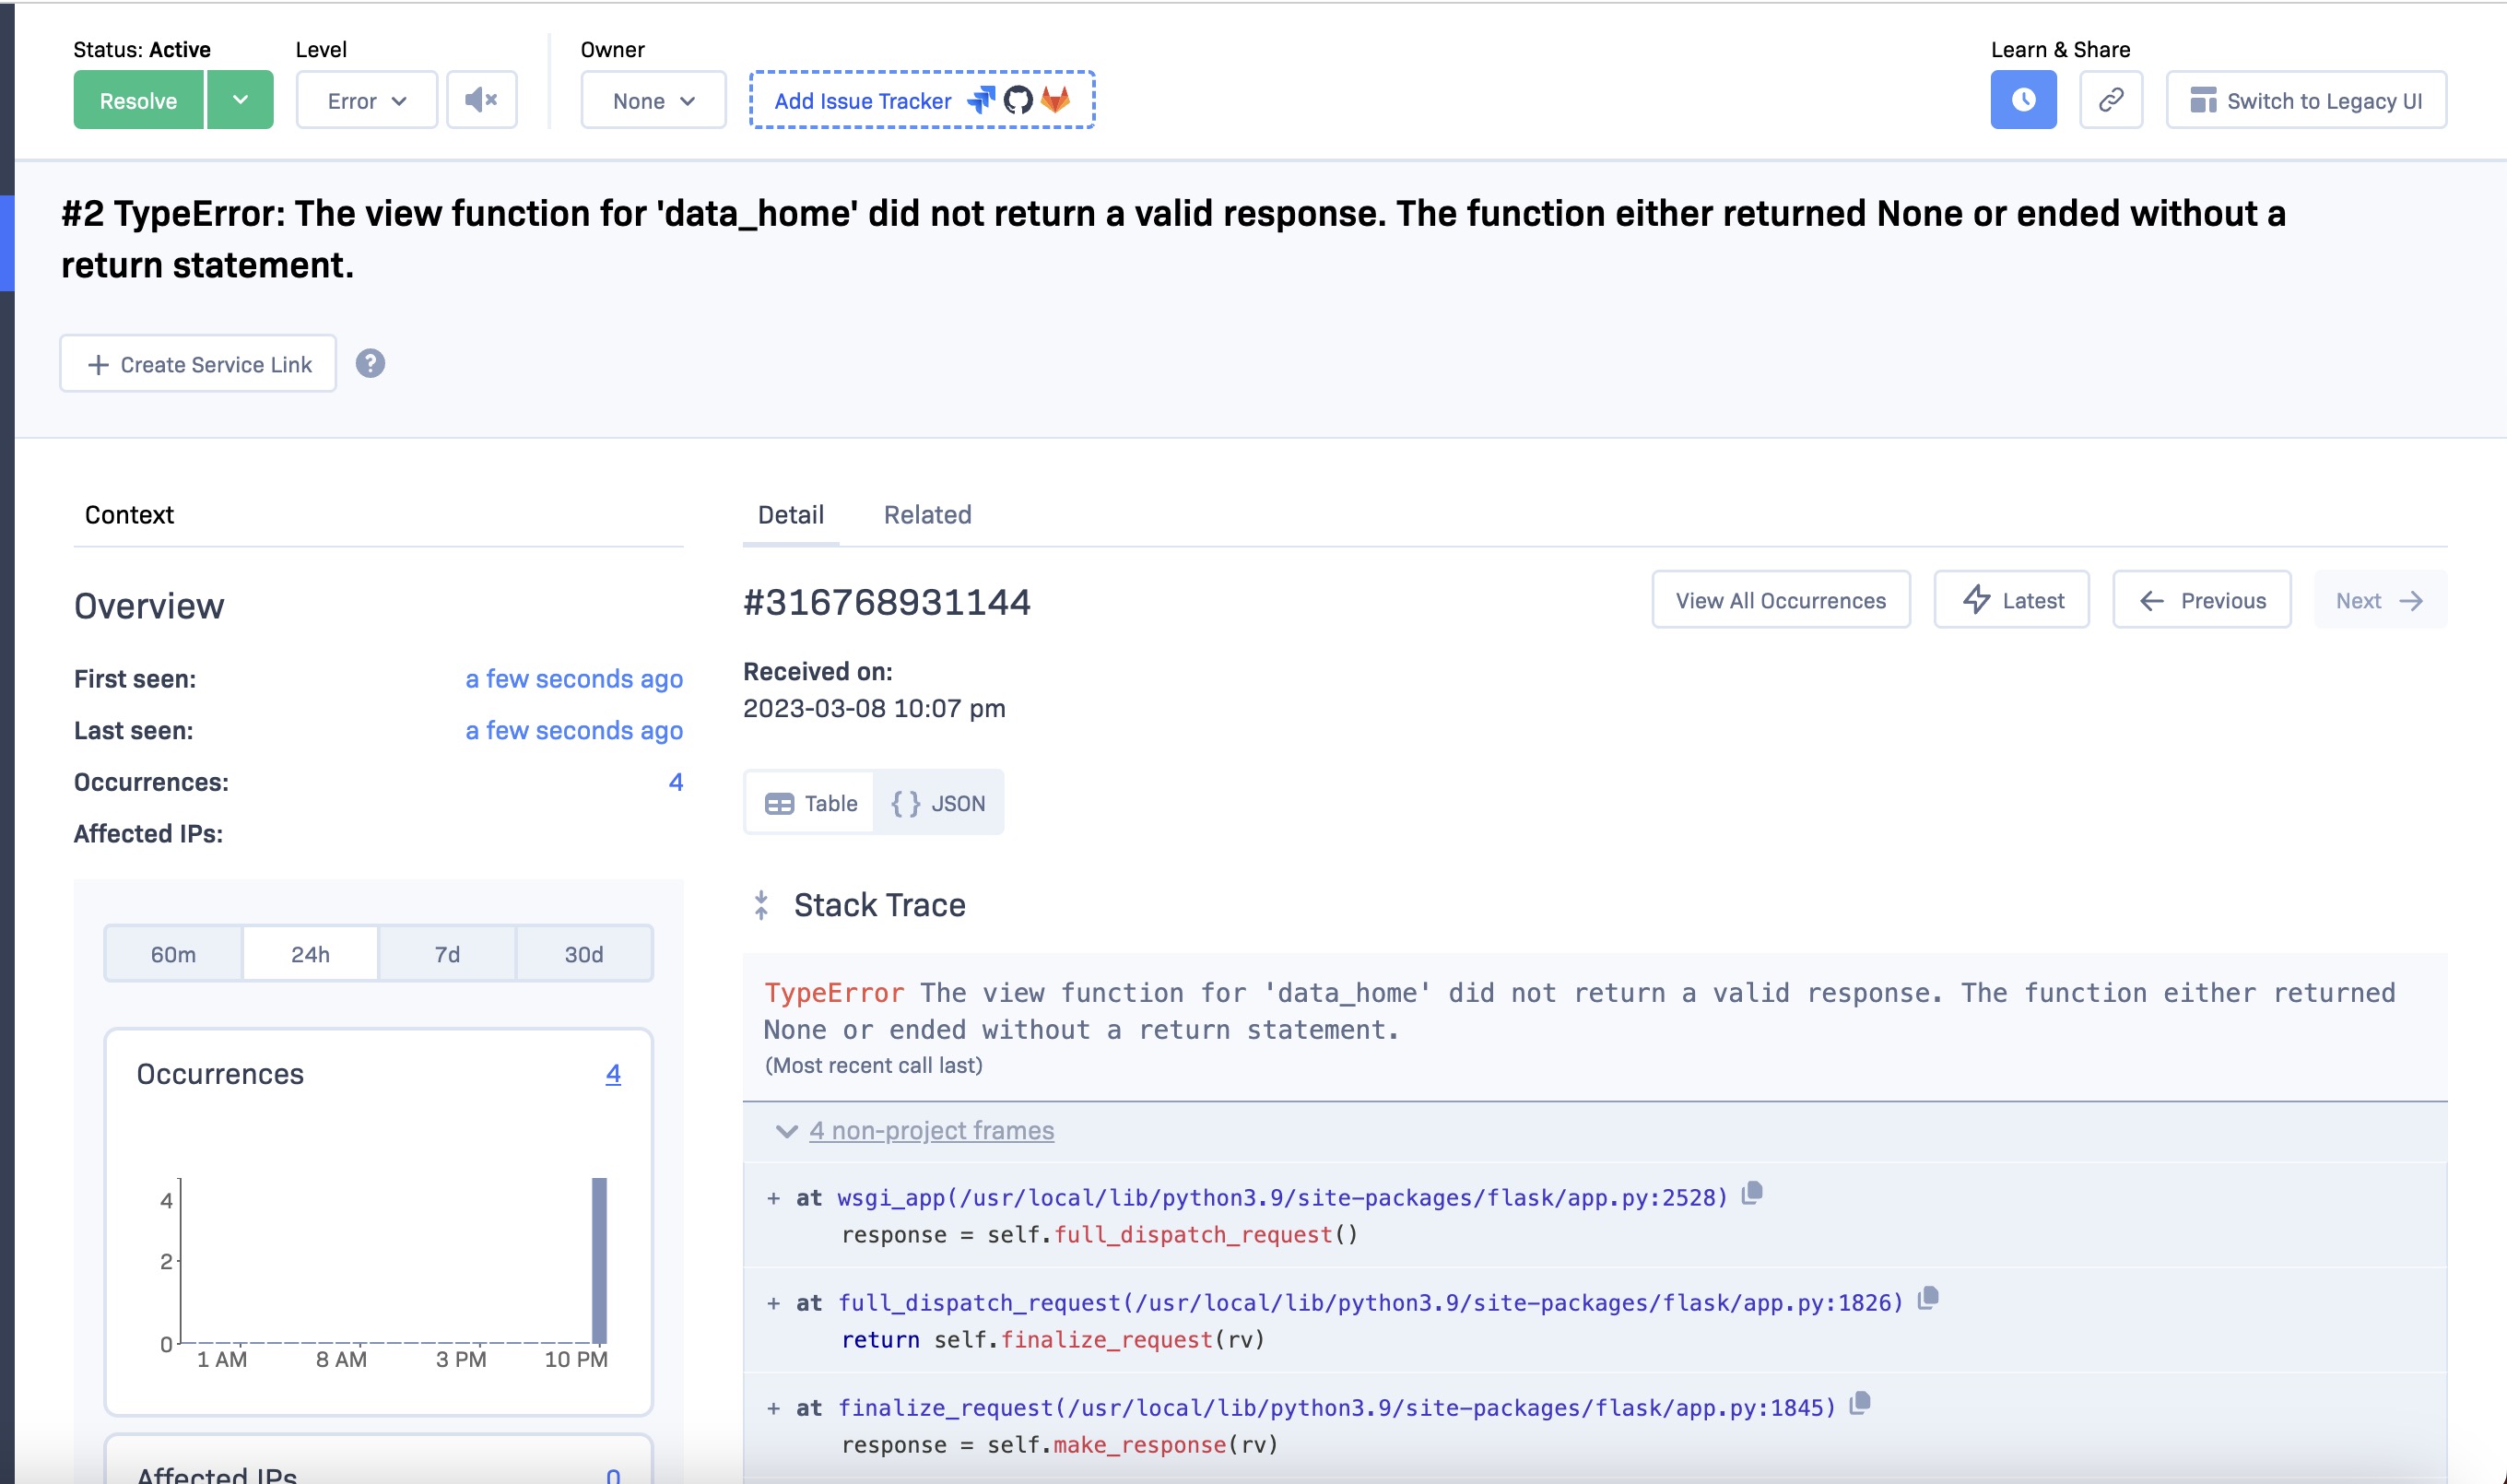 Status: Active
Level
Owner
Learn & Share
Resolve
Error
None
Add Issue Tracker
Switch to Legacy UI
#2 TypeError: The view function for 'data_home' did not return a valid response. The function either returned None or ended without a
return statement.
+ Create Service Link
?
Context
Overview
First seen: a few seconds ago
Last seen: a few seconds ago
Occurrences: 4
Affected IPs:
60m 24h 7d 30d
Occurrences 4
4
2
0
1 AM 8 AM 3 PM 10 PM
Affected IPs 0
Detail Related
#316768931144
View All Occurrences
Latest
← Previous
Next →
Received on:
2023-03-08 10:07 pm
Table
{ } JSON
Stack Trace
TypeError The view function for 'data_home' did not return a valid response. The function either returned
None or ended without a return statement.
(Most recent call last)
4 non-project frames
+ at wsgi_app(/usr/local/lib/python3.9/site-packages/flask/app.py:2528)
response = self.full_dispatch_request()
+ at full_dispatch_request(/usr/local/lib/python3.9/site-packages/flask/app.py:1826)
return self.finalize_request(rv)
+ at finalize_request(/usr/local/lib/python3.9/site-packages/flask/app.py:1845)
response = self.make_response(rv)